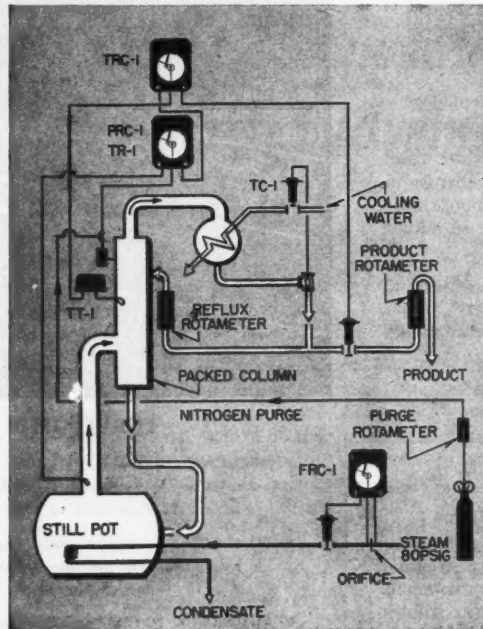 TRC-1
PRC-1
TR-1
TC-1
COOLING
WATER
PRODUCT
ROTAMETER
TT-1
REFLUX
ROTAMETER
PACKED COLUMN
PRODUCT
NITROGEN PURGE
PURGE
ROTAMETER
FRC-1
STILL POT
STEAM
80PSIG
ORIFICE
CONDENSATE